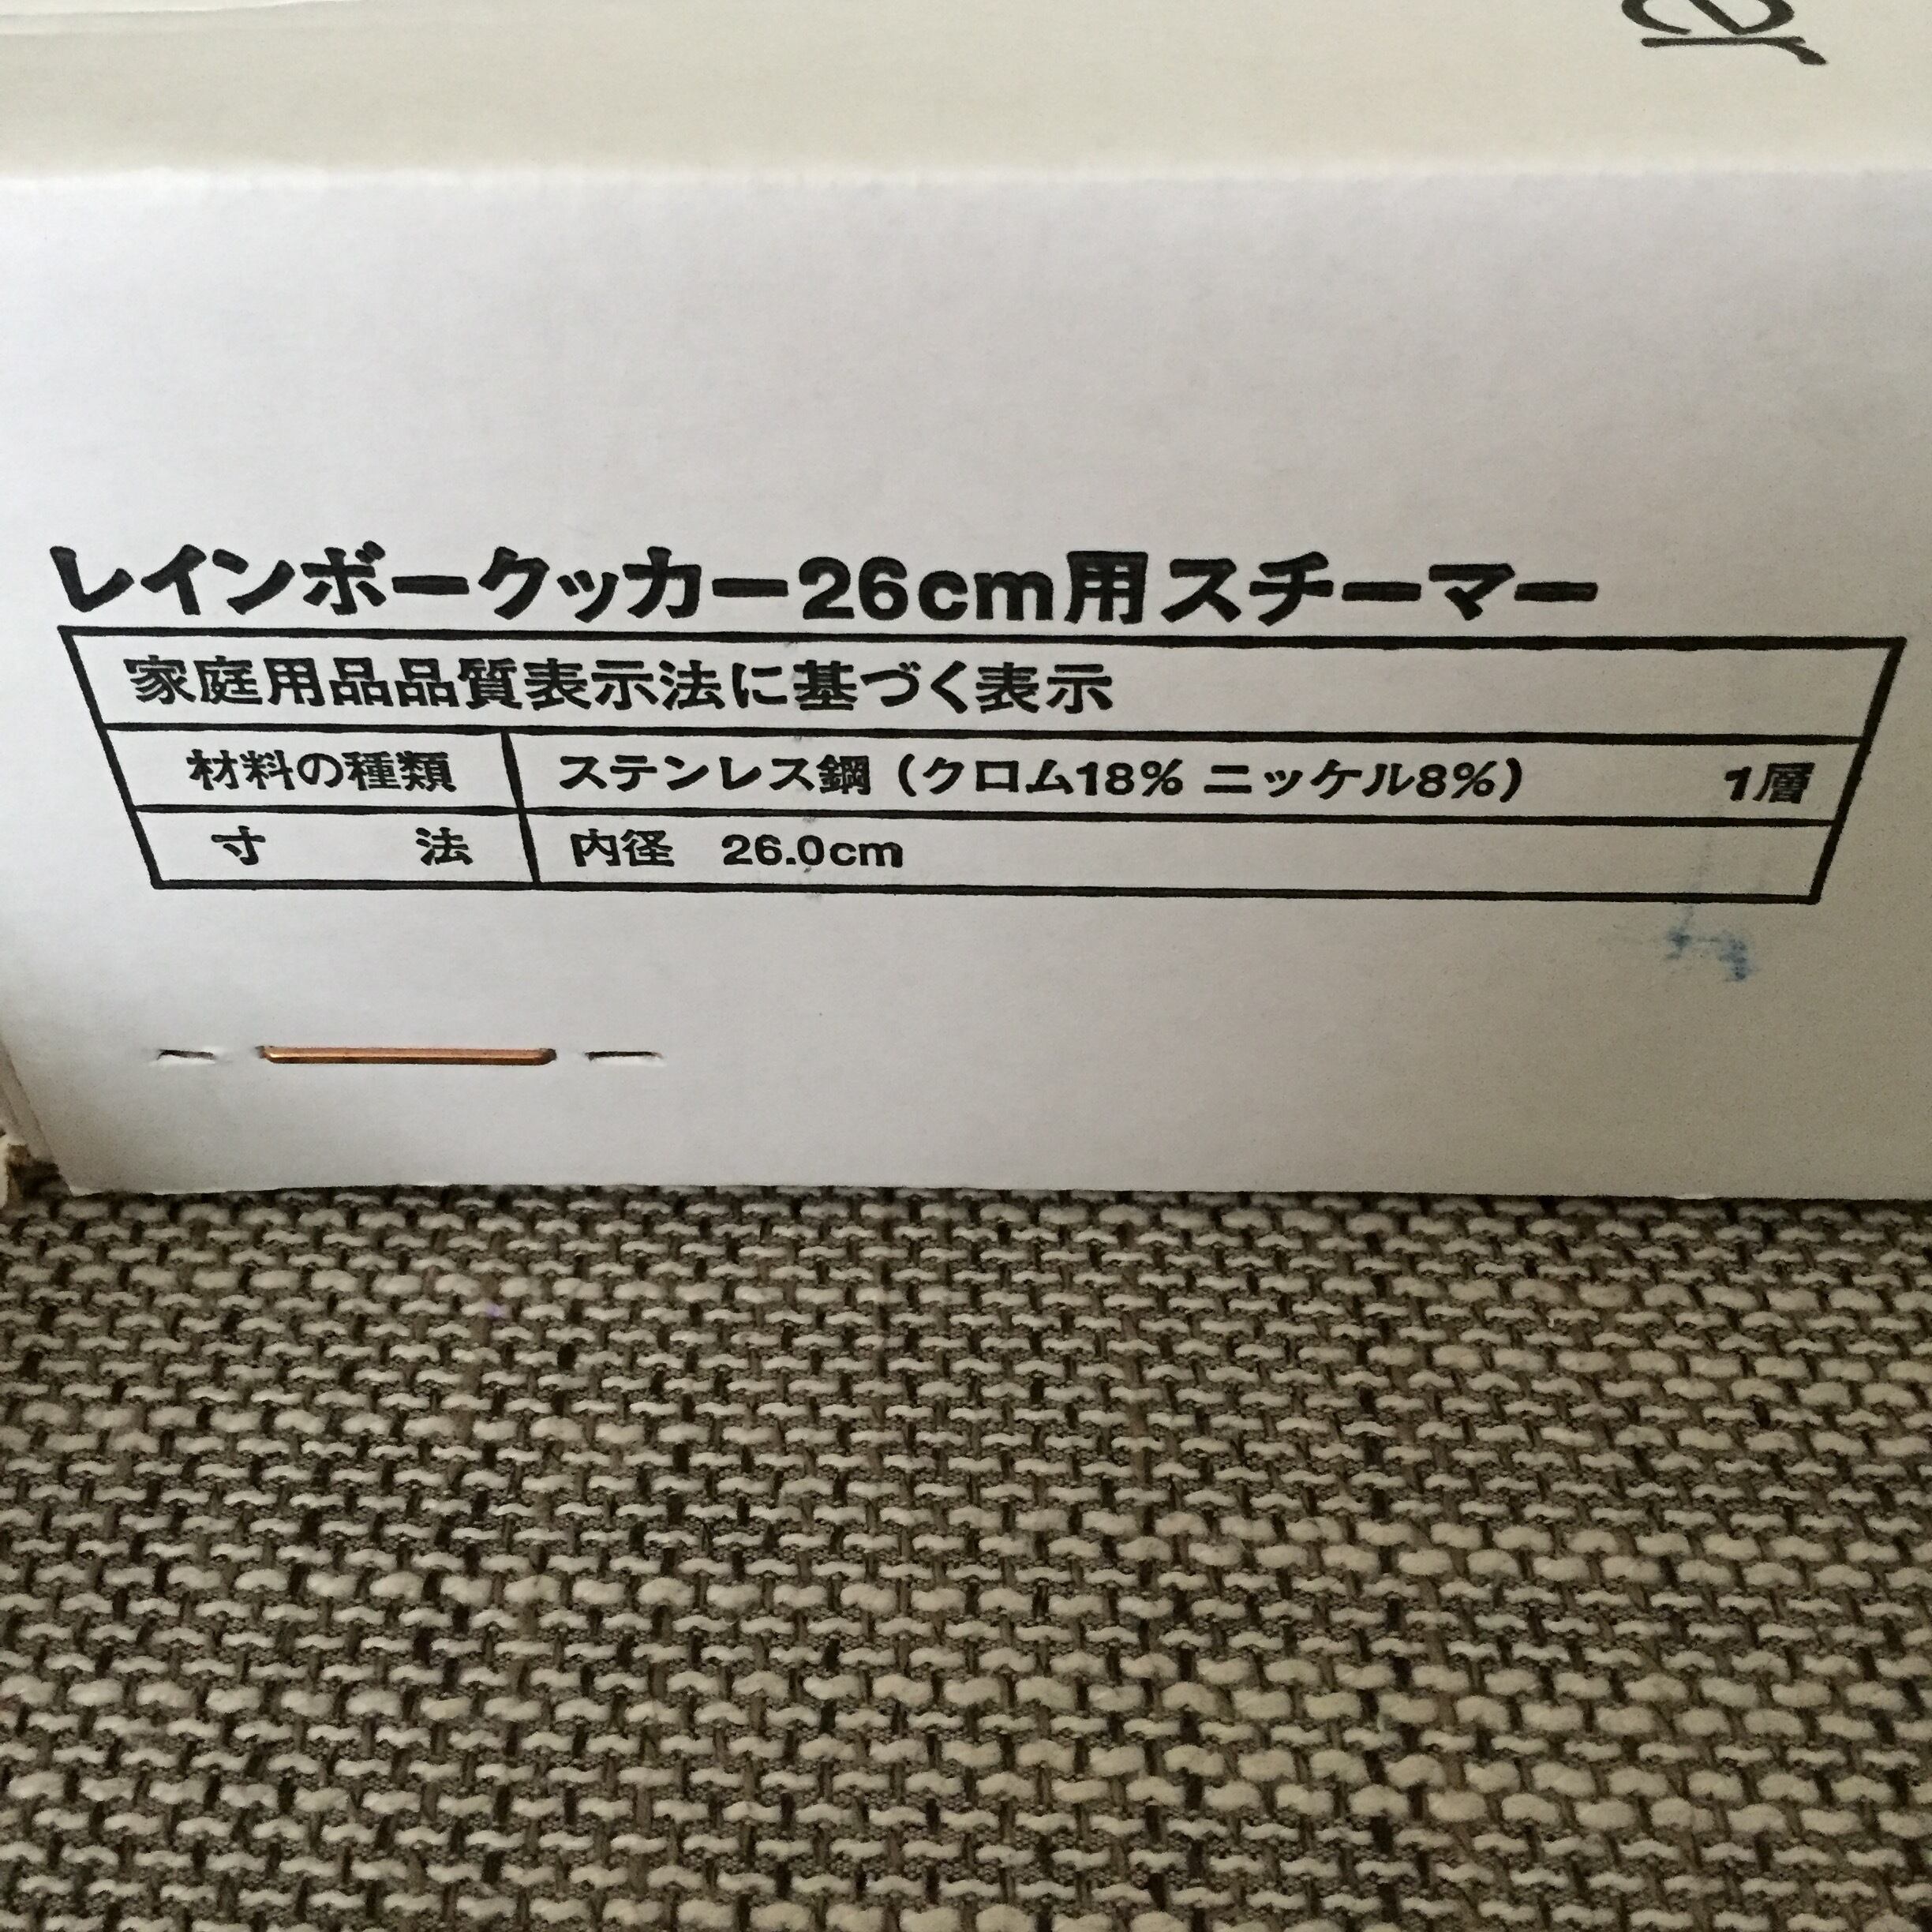 レインボークッカー26cm用スチーマー
家庭用品品質表示法に基づく表示
材料の種類 ステンレス鋼（クロム18% ニッケル8%） 1層
寸 法 内径 26.0cm